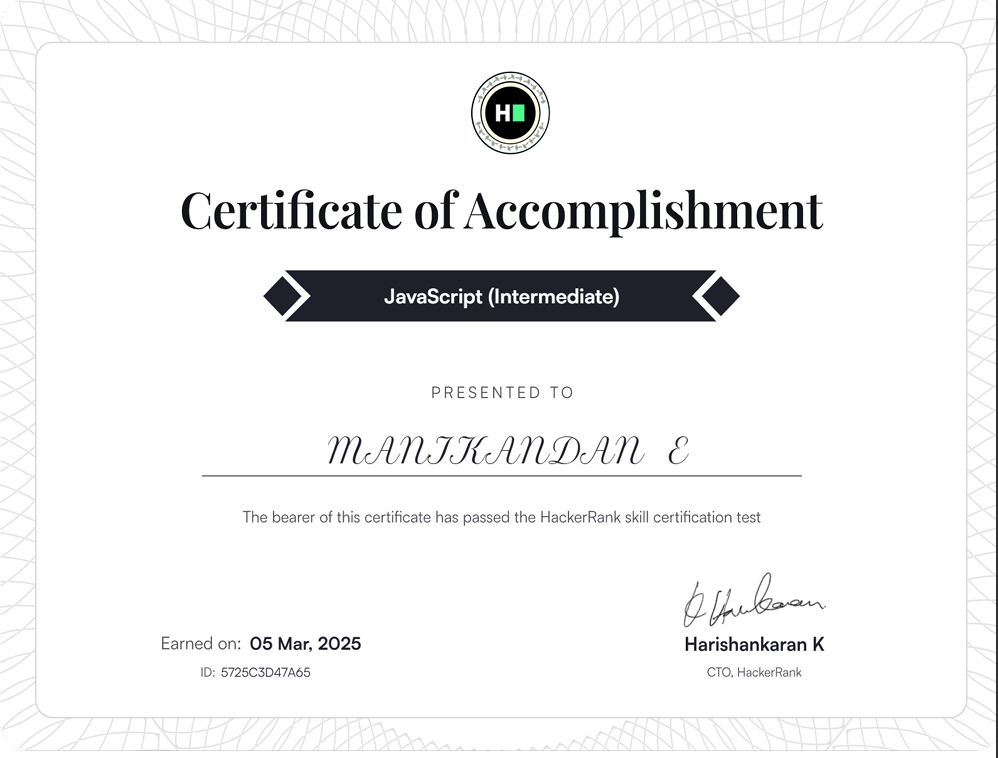 H
Certificate of Accomplishment
JavaScript (Intermediate)
PRESENTED TO
MANIKANDAN E
The bearer of this certificate has passed the HackerRank skill certification test
Earned on: 05 Mar, 2025
ID: 5725C3D47A65
Harishankaran K
CTO, HackerRank